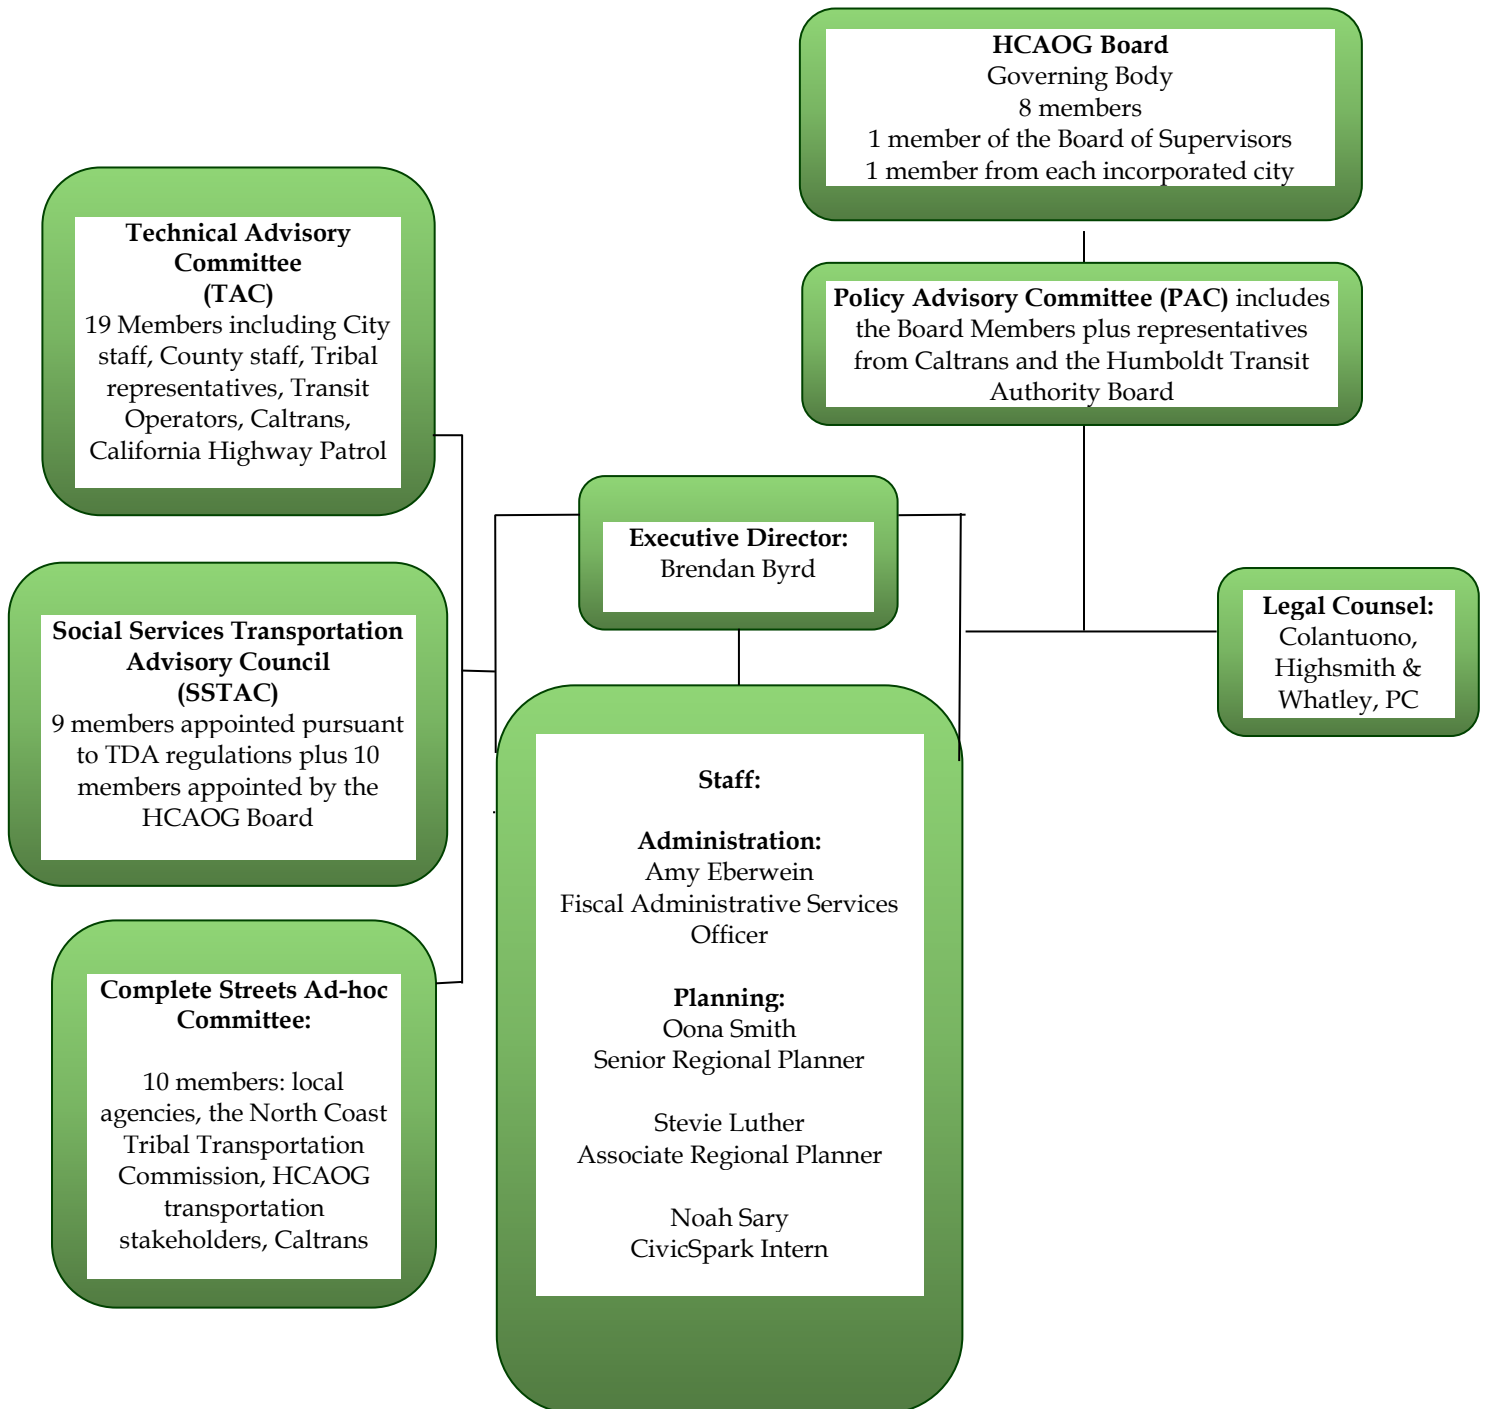 HCAOG Board
Governing Body
8 members
1 member of the Board of Supervisors
1 member from each incorporated city
Technical Advisory
Committee
(TAC)
19 Members including City
staff, County staff, Tribal
representatives, Transit
Operators, Caltrans,
California Highway Patrol
Policy Advisory Committee (PAC) includes
the Board Members plus representatives
from Caltrans and the Humboldt Transit
Authority Board
Executive Director:
Brendan Byrd
Legal Counsel:
Colantuono,
Highsmith &
Whatley, PC
Social Services Transportation
Advisory Council
(SSTAC)
9 members appointed pursuant
to TDA regulations plus 10
members appointed by the
HCAOG Board
Staff:
Administration:
Amy Eberwein
Fiscal Administrative Services
Officer
Planning:
Oona Smith
Senior Regional Planner
Stevie Luther
Associate Regional Planner
Noah Sary
CivicSpark Intern
Complete Streets Ad-hoc
Committee:
10 members: local
agencies, the North Coast
Tribal Transportation
Commission, HCAOG
transportation
stakeholders, Caltrans